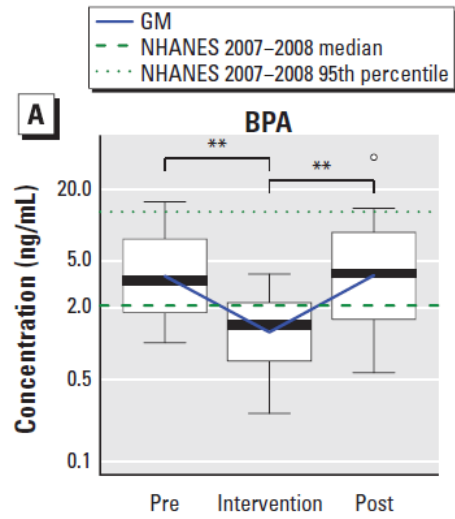 GM
NHANES 2007–2008 median
NHANES 2007–2008 95th percentile
A
BPA
**
**
Concentration (ng/mL)
20.0
5.0
2.0
0.5
0.1
Pre Intervention Post